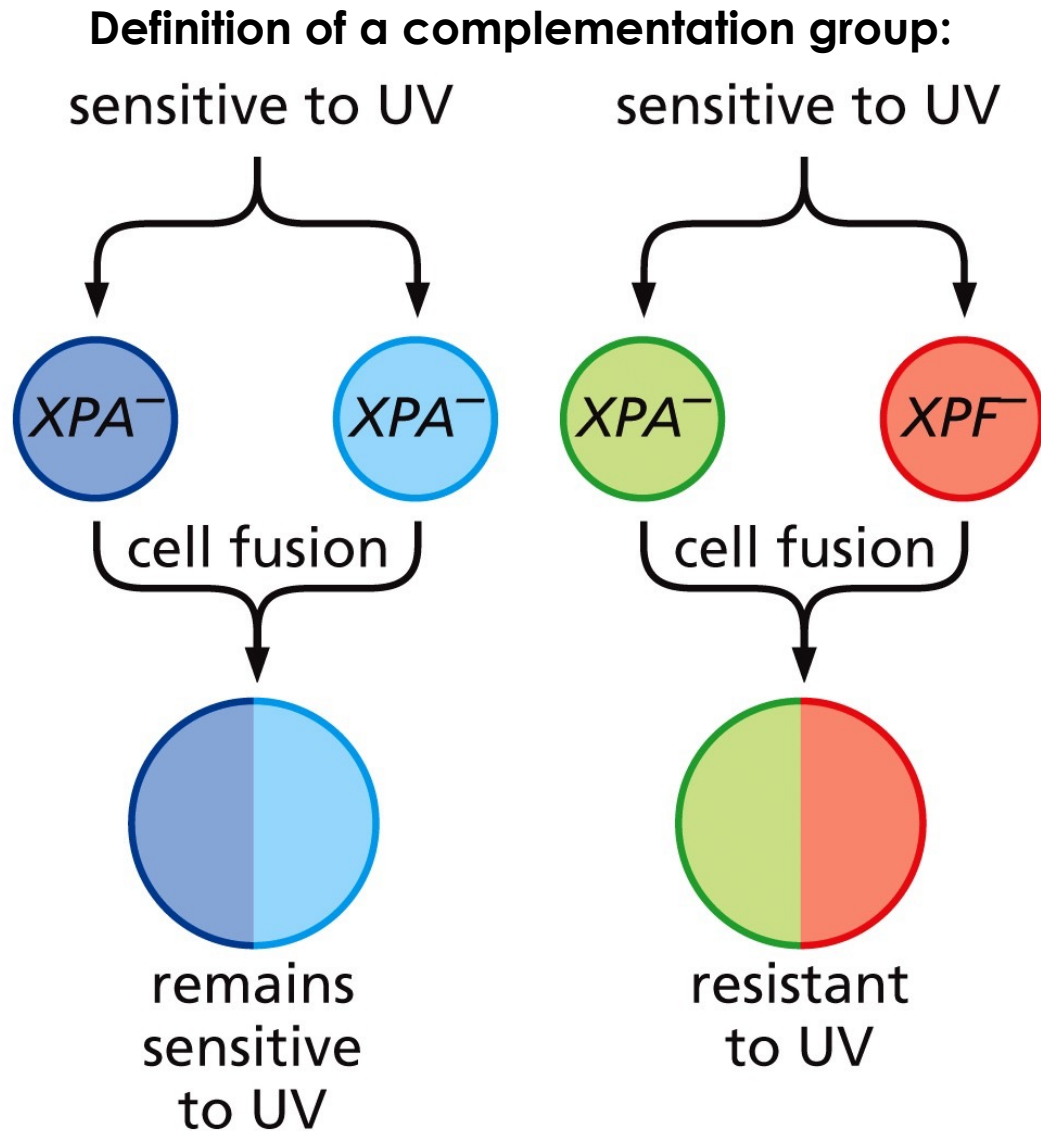 Definition of a complementation group:
sensitive to UV
sensitive to UV
XPA⁻
XPA⁻
XPA⁻
XPF⁻
cell fusion
cell fusion
remains
sensitive
to UV
resistant
to UV